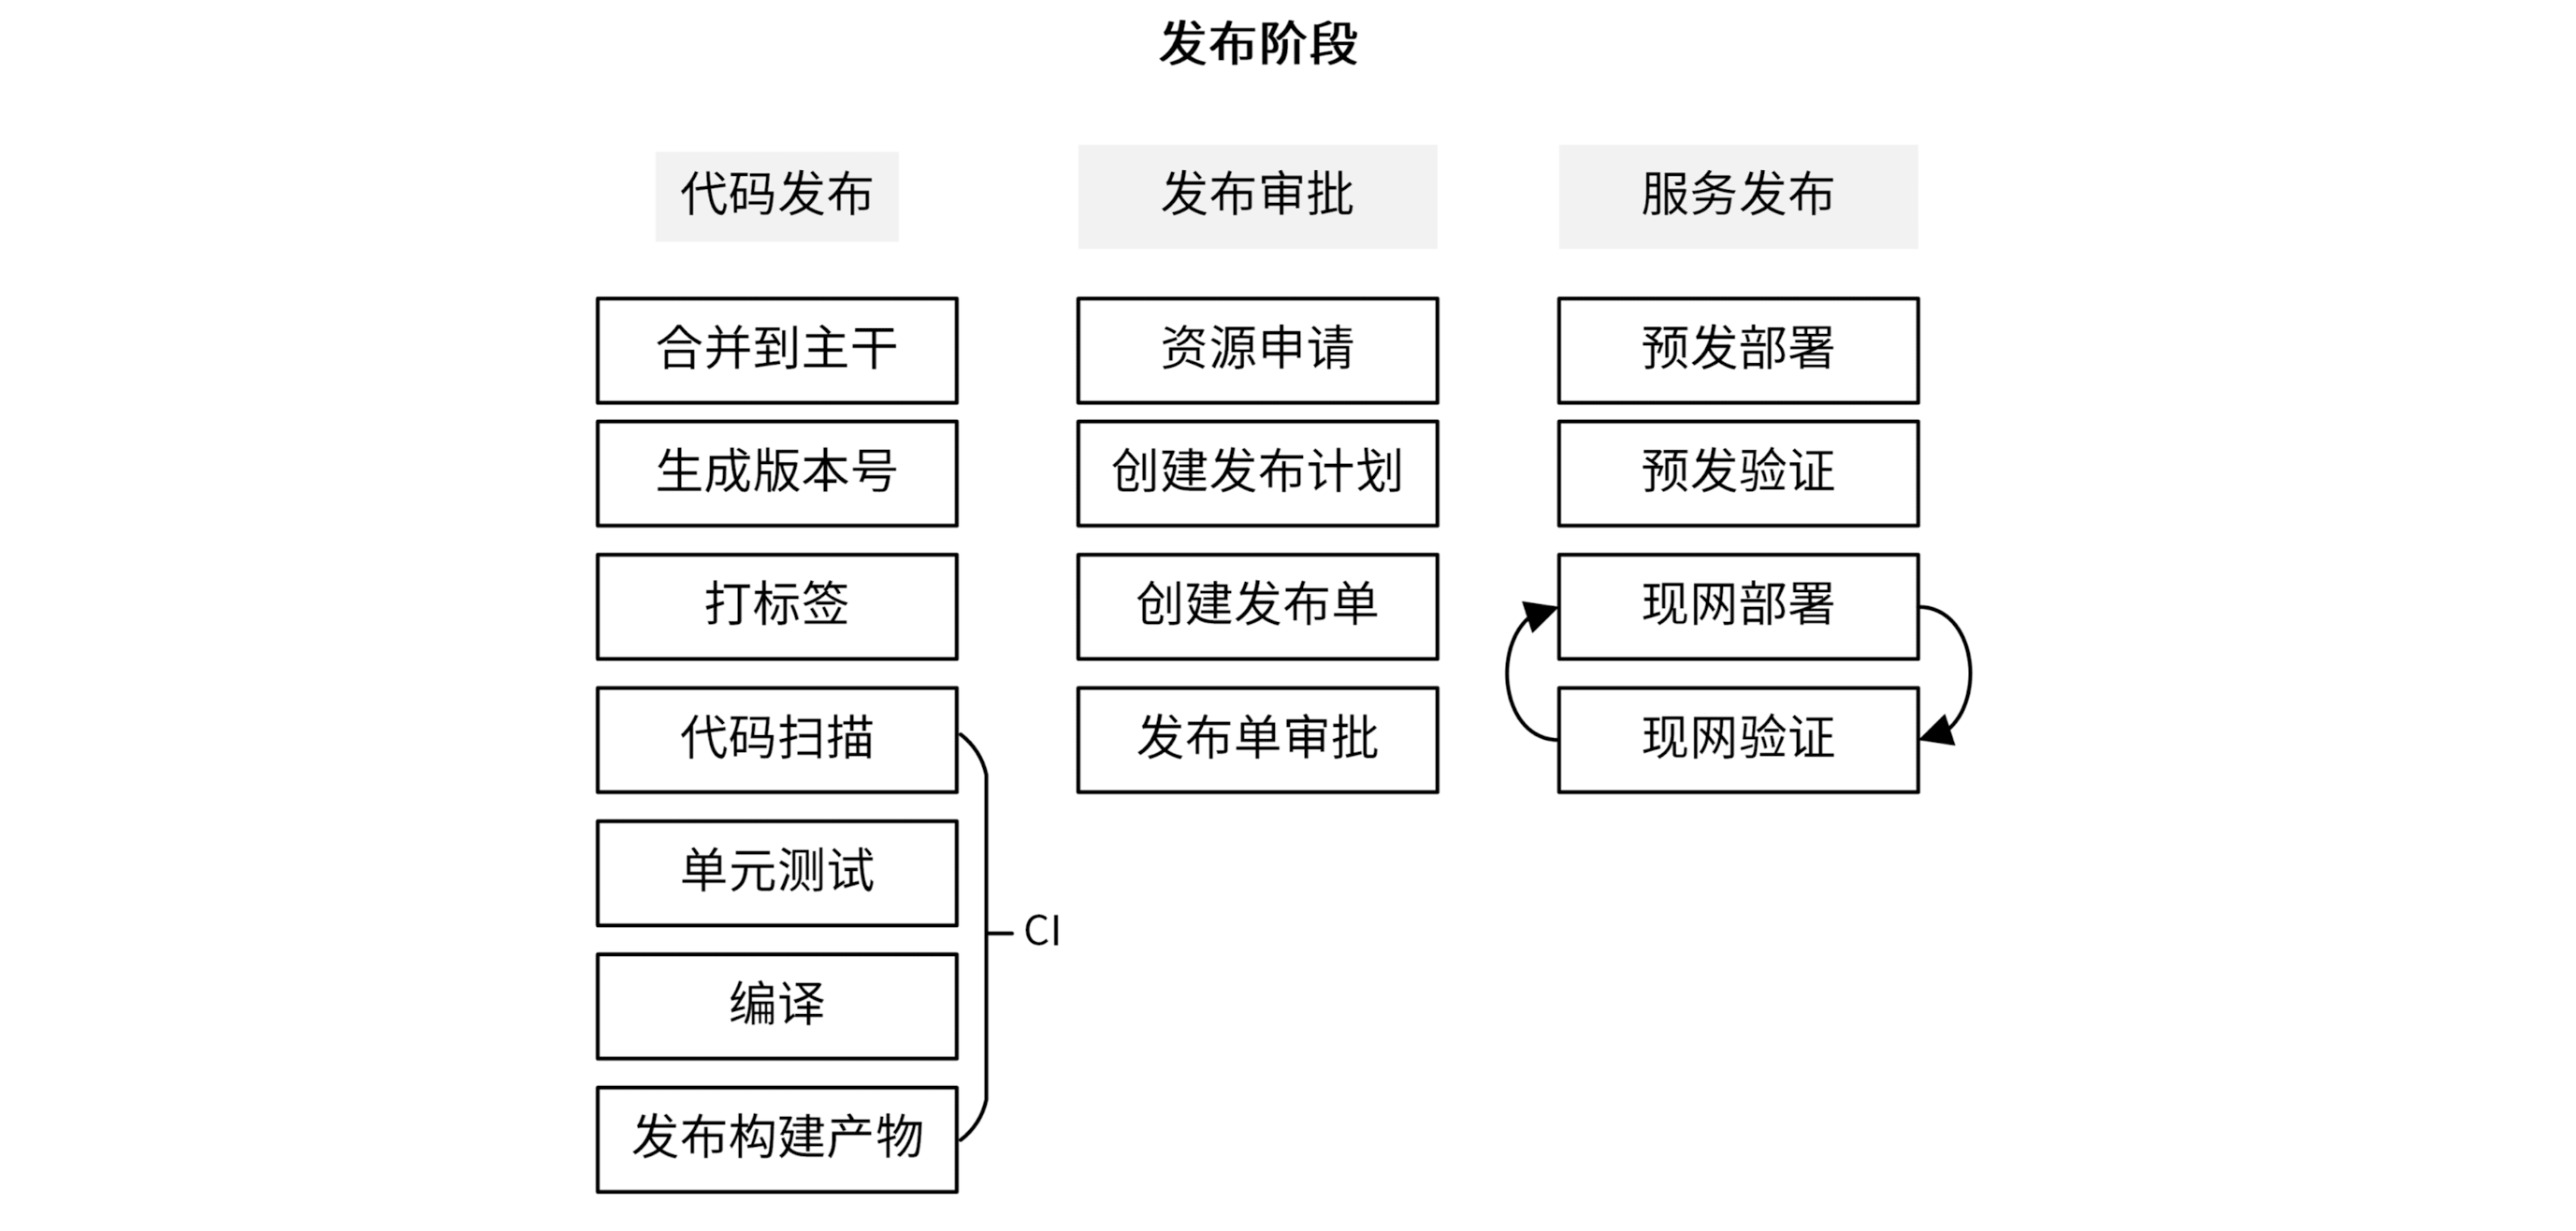 发布阶段
代码发布
合并到主干
生成版本号
打标签
代码扫描
单元测试
编译
发布构建产物
CI
发布审批
资源申请
创建发布计划
创建发布单
发布单审批
服务发布
预发部署
预发验证
现网部署
现网验证